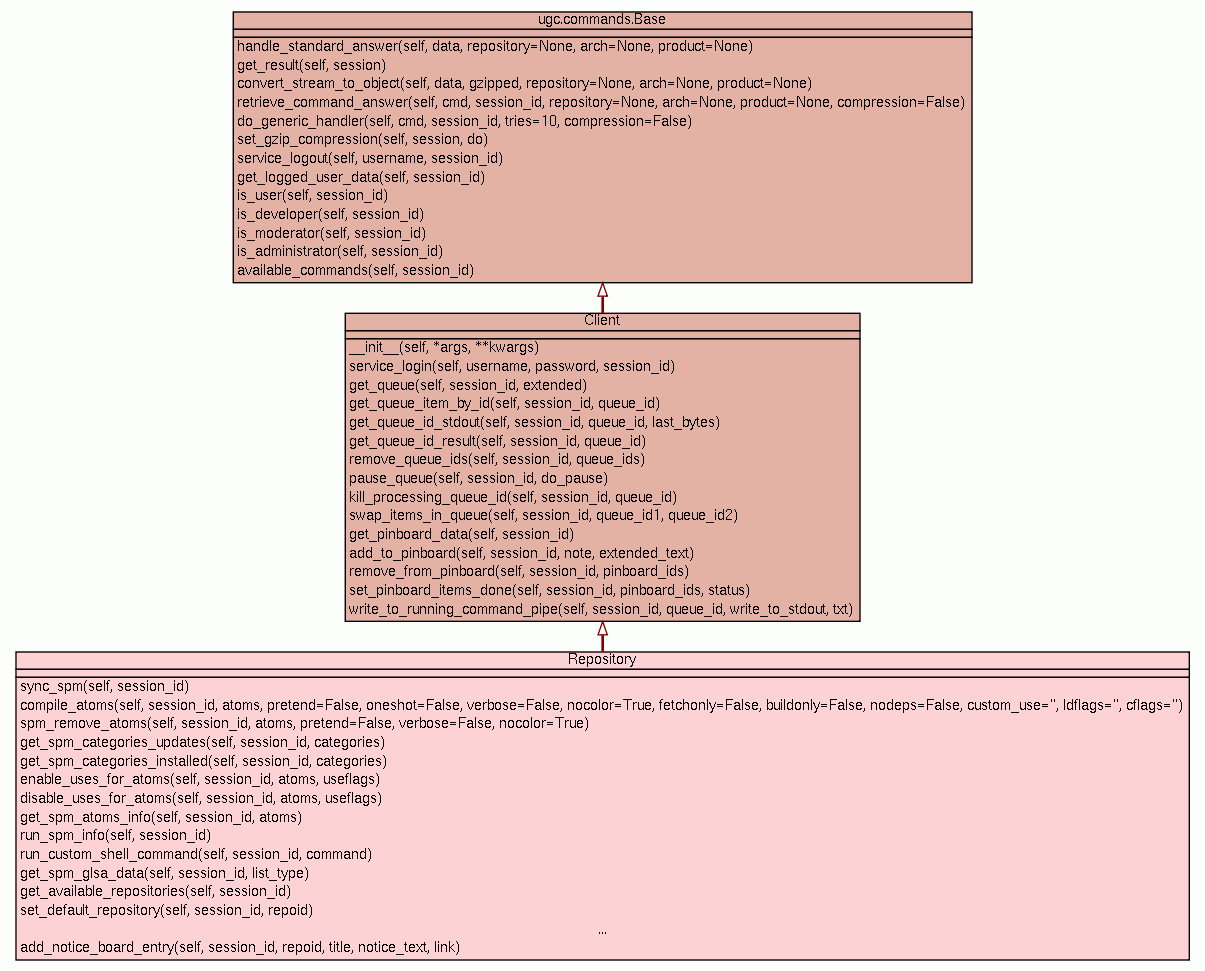 ugc.commands.Base
handle_standard_answer(self, data, repository=None, arch=None, product=None)
get_result(self, session)
convert_stream_to_object(self, data, gzipped, repository=None, arch=None, product=None)
retrieve_command_answer(self, cmd, session_id, repository=None, arch=None, product=None, compression=False)
do_generic_handler(self, cmd, session_id, tries=10, compression=False)
set_gzip_compression(self, session, do)
service_logout(self, username, session_id)
get_logged_user_data(self, session_id)
is_user(self, session_id)
is_developer(self, session_id)
is_moderator(self, session_id)
is_administrator(self, session_id)
available_commands(self, session_id)
Client
__init__(self, *args, **kwargs)
service_login(self, username, password, session_id)
get_queue(self, session_id, extended)
get_queue_item_by_id(self, session_id, queue_id)
get_queue_id_stdout(self, session_id, queue_id, last_bytes)
get_queue_id_result(self, session_id, queue_id)
remove_queue_ids(self, session_id, queue_ids)
pause_queue(self, session_id, do_pause)
kill_processing_queue_id(self, session_id, queue_id)
swap_items_in_queue(self, session_id, queue_id1, queue_id2)
get_pinboard_data(self, session_id)
add_to_pinboard(self, session_id, note, extended_text)
remove_from_pinboard(self, session_id, pinboard_ids)
set_pinboard_items_done(self, session_id, pinboard_ids, status)
write_to_running_command_pipe(self, session_id, queue_id, write_to_stdout, txt)
Repository
sync_spm(self, session_id)
compile_atoms(self, session_id, atoms, pretend=False, oneshot=False, verbose=False, nocolor=True, fetchonly=False, buildonly=False, nodeps=False, custom_use='', ldflags='', cflags='')
spm_remove_atoms(self, session_id, atoms, pretend=False, verbose=False, nocolor=True)
get_spm_categories_updates(self, session_id, categories)
get_spm_categories_installed(self, session_id, categories)
enable_uses_for_atoms(self, session_id, atoms, useflags)
disable_uses_for_atoms(self, session_id, atoms, useflags)
get_spm_atoms_info(self, session_id, atoms)
run_spm_info(self, session_id)
run_custom_shell_command(self, session_id, command)
get_spm_glsa_data(self, session_id, list_type)
get_available_repositories(self, session_id)
set_default_repository(self, session_id, repoid)
...
add_notice_board_entry(self, session_id, repoid, title, notice_text, link)